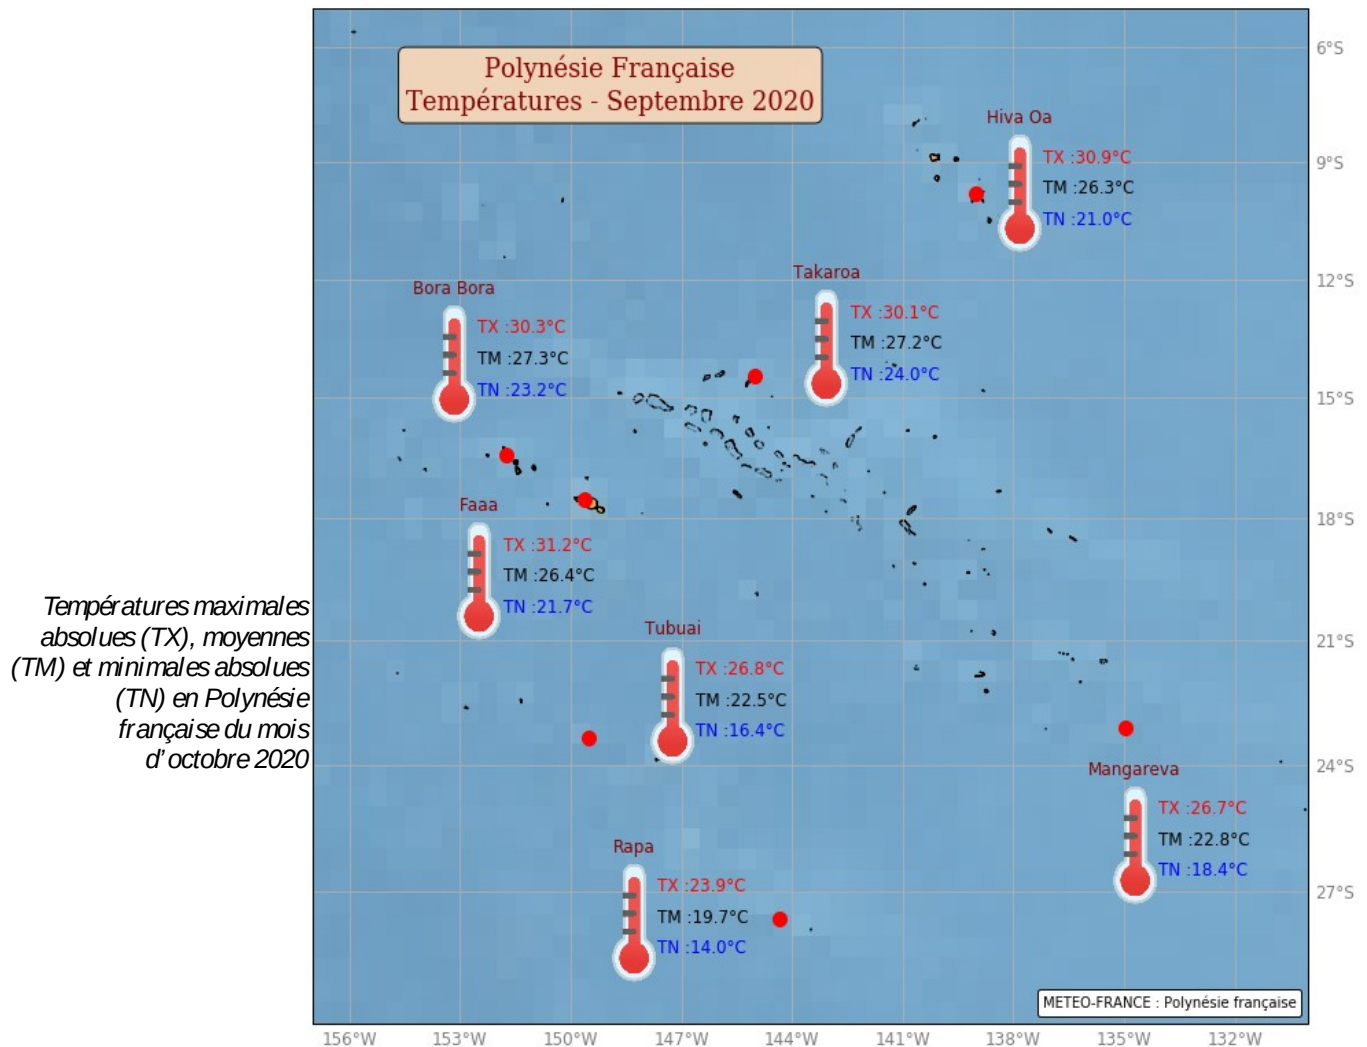 Polynésie Française
Températures - Septembre 2020
6°S
Hiva Oa
TX :30.9°C
TM :26.3°C
TN :21.0°C
9°S
Takaroa
TX :30.1°C
TM :27.2°C
TN :24.0°C
12°S
Bora Bora
TX :30.3°C
TM :27.3°C
TN :23.2°C
15°S
Faaa
TX :31.2°C
TM :26.4°C
TN :21.7°C
18°S
Températures maximales
absolues (TX), moyennes
(TM) et minimales absolues
(TN) en Polynésie
française du mois
d’octobre 2020
Tubuai
TX :26.8°C
TM :22.5°C
TN :16.4°C
21°S
24°S
Mangareva
TX :26.7°C
TM :22.8°C
TN :18.4°C
Rapa
TX :23.9°C
TM :19.7°C
TN :14.0°C
27°S
METEO-FRANCE : Polynésie française
156°W 153°W 150°W 147°W 144°W 141°W 138°W 135°W 132°W